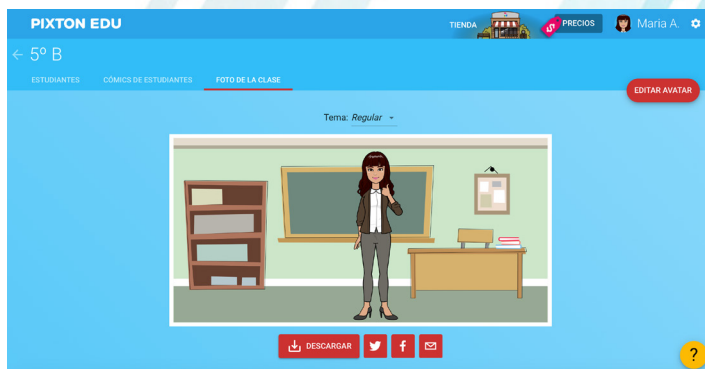 PIXTON EDU
TIENDA
PRECIOS
Maria A.
← 5º B
ESTUDIANTES CÓMICS DE ESTUDIANTES FOTO DE LA CLASE
EDITAR AVATAR
Tema: Regular
DESCARGAR
?